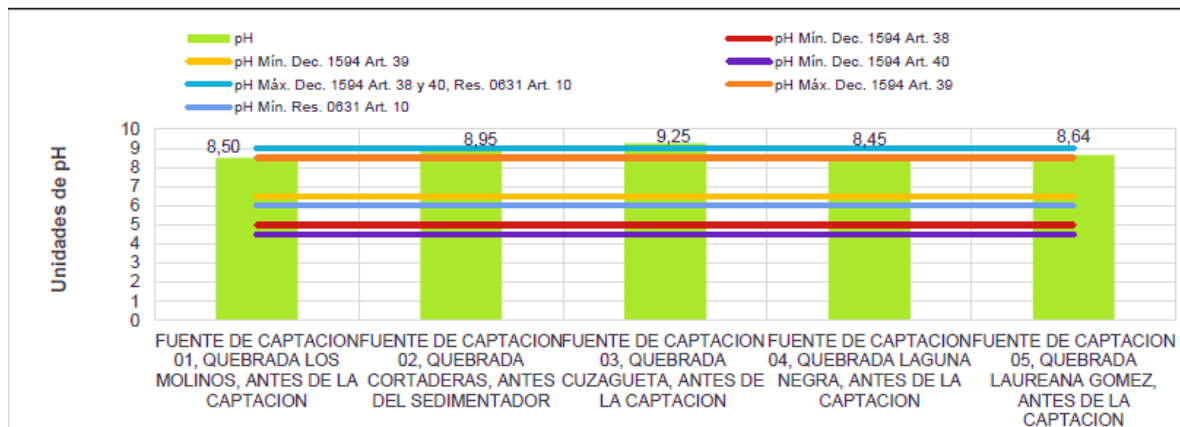 pH
pH Mín. Dec. 1594 Art. 38
pH Mín. Dec. 1594 Art. 39
pH Mín. Dec. 1594 Art. 40
pH Máx. Dec. 1594 Art. 38 y 40, Res. 0631 Art. 10
pH Máx. Dec. 1594 Art. 39
pH Mín. Res. 0631 Art. 10
Unidades de pH
10
9
8
7
6
5
4
3
2
1
0
8,50
8,95
9,25
8,45
8,64
FUENTE DE CAPTACION
01, QUEBRADA LOS
MOLINOS, ANTES DE LA
CAPTACION
FUENTE DE CAPTACION
02, QUEBRADA
CORTADERAS, ANTES
DEL SEDIMENTADOR
FUENTE DE CAPTACION
03, QUEBRADA
CUZAGUETA, ANTES DE
LA CAPTACION
FUENTE DE CAPTACION
04, QUEBRADA LAGUNA
NEGRA, ANTES DE LA
CAPTACION
FUENTE DE CAPTACION
05, QUEBRADA
LAUREANA GOMEZ,
ANTES DE LA
CAPTACION